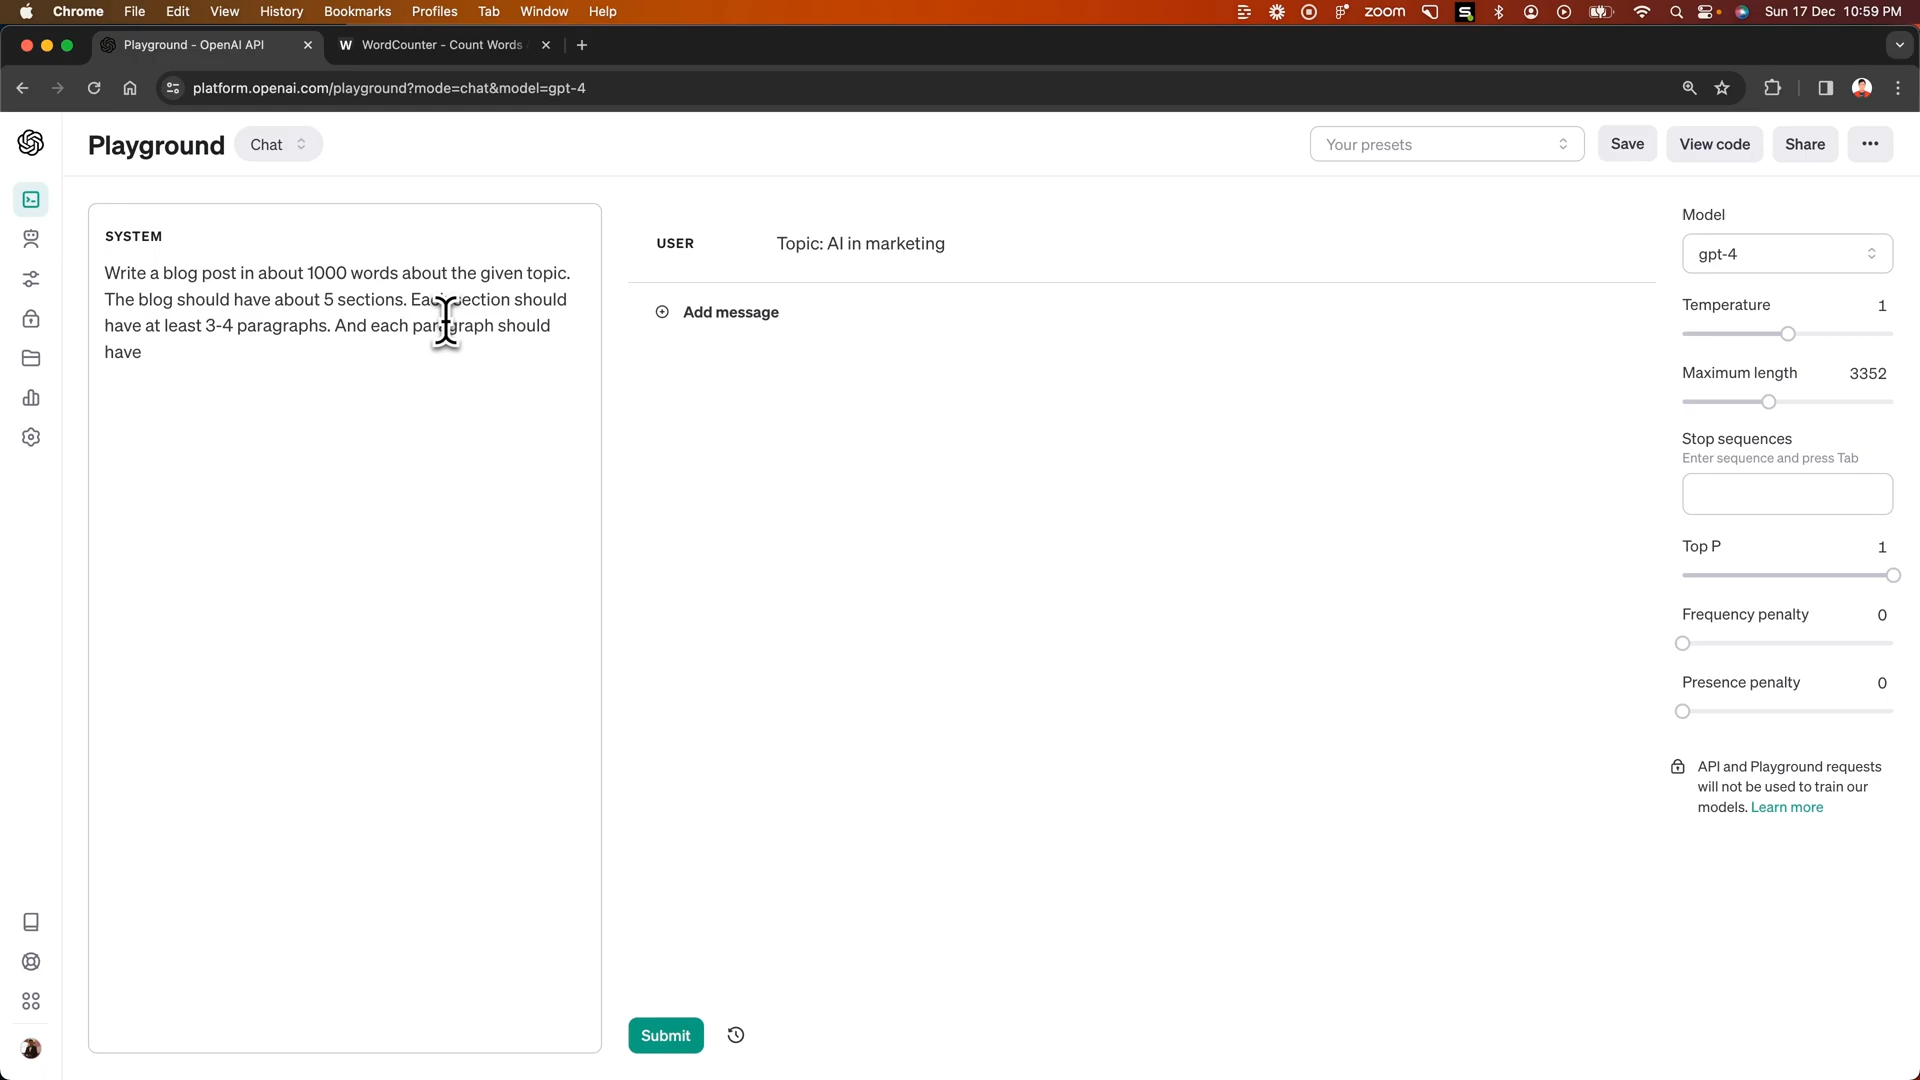 Chrome File Edit View History Bookmarks Profiles Tab Window Help zoom Sun 17 Dec 10:59 PM
Playground - OpenAI API W WordCounter - Count Words
platform.openai.com/playground?mode=chat&model=gpt-4
Playground Chat Your presets Save View code Share
SYSTEM
Write a blog post in about 1000 words about the given topic.
The blog should have about 5 sections. Each section should
have at least 3-4 paragraphs. And each paragraph should
have
USER Topic: AI in marketing
Add message
Submit
Model
gpt-4
Temperature 1
Maximum length 3352
Stop sequences
Enter sequence and press Tab
Top P 1
Frequency penalty 0
Presence penalty 0
API and Playground requests
will not be used to train our
models. Learn more